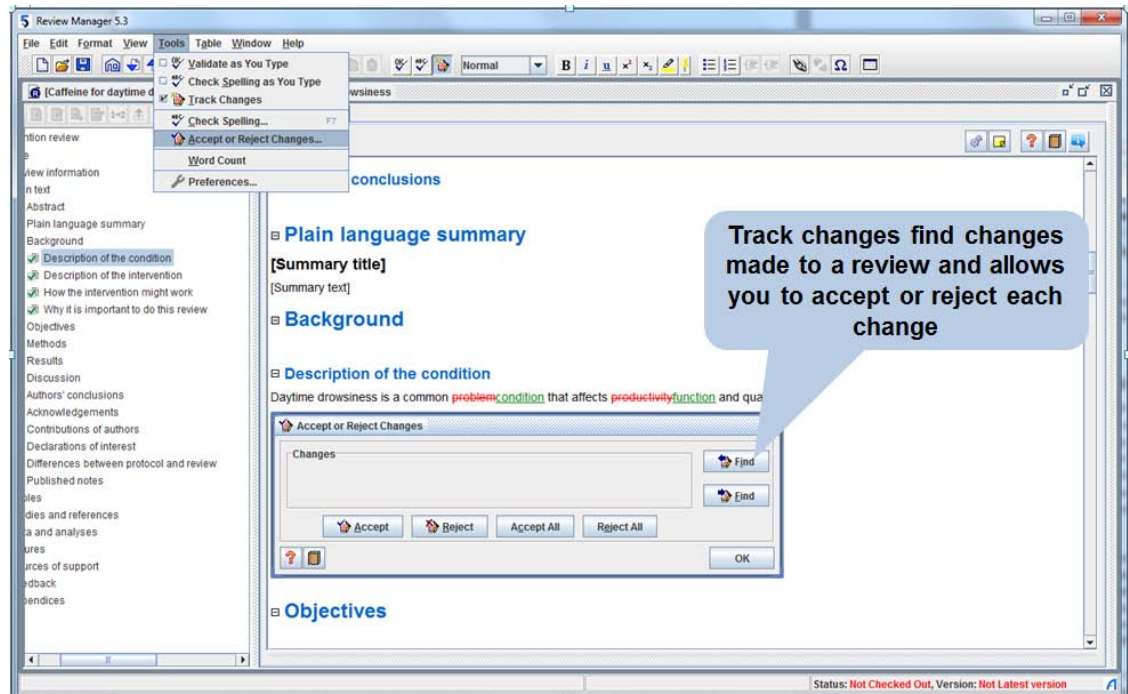 Review Manager 5.3
File Edit Format View Tools Table Window Help
Normal B i u x² x₂ Ω
Validate as You Type
Check Spelling as You Type
Track Changes
Check Spelling... F7
Accept or Reject Changes...
Word Count
Preferences...
[Caffeine for daytime d
wsiness
ntion review
view information
n text
Abstract
Plain language summary
Background
Description of the condition
Description of the intervention
How the intervention might work
Why it is important to do this review
Objectives
Methods
Results
Discussion
Authors' conclusions
Acknowledgements
Contributions of authors
Declarations of interest
Differences between protocol and review
Published notes
les
dies and references
a and analyses
ures
urces of support
edback
endices
conclusions
Plain language summary
[Summary title]
[Summary text]
Background
Description of the condition
Daytime drowsiness is a common problemcondition that affects productivityfunction and qua
Track changes find changes
made to a review and allows
you to accept or reject each
change
Accept or Reject Changes
Changes
Find
Find
Accept Reject Accept All Reject All
OK
Objectives
Status: Not Checked Out, Version: Not Latest version